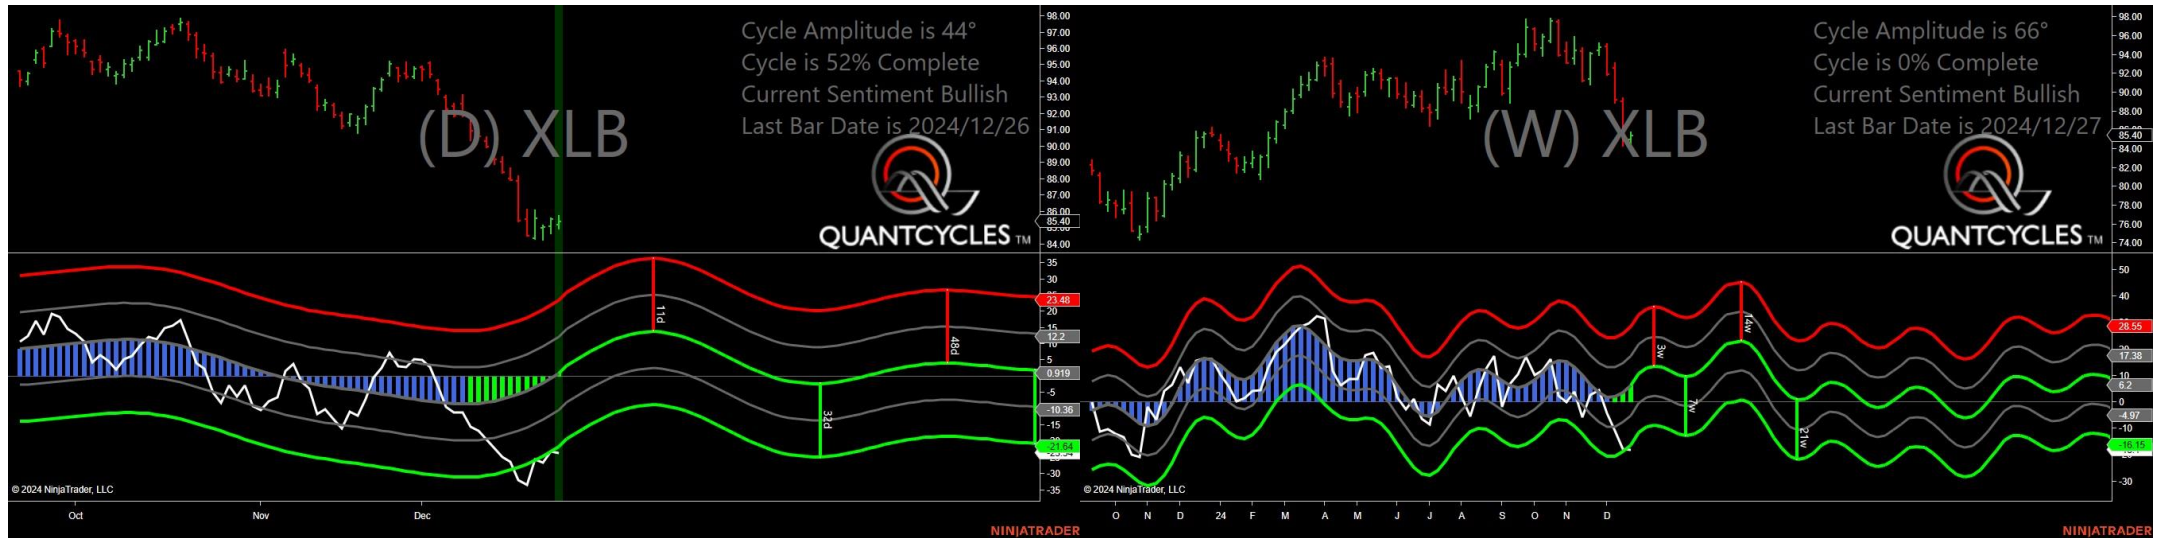 Cycle Amplitude is 44°
Cycle is 52% Complete
Current Sentiment Bullish
Last Bar Date is 2024/12/26
(D) XLB
QUANTCYCLES TM
98.00
97.00
96.00
95.00
94.00
93.00
92.00
91.00
90.00
89.00
88.00
87.00
86.00
85.40
84.00
35
30
23.48
20
15
12.2
5
0.919
-5
-10.36
-15
-21.64
-30
-35
11d
32d
48d
© 2024 NinjaTrader, LLC
Oct Nov Dec
NINJATRADER
Cycle Amplitude is 66°
Cycle is 0% Complete
Current Sentiment Bullish
Last Bar Date is 2024/12/27
(W) XLB
QUANTCYCLES TM
98.00
96.00
94.00
92.00
90.00
88.00
85.40
84.00
82.00
80.00
78.00
76.00
74.00
50
40
28.55
17.38
10
6.2
0
-4.97
-10
-16.15
-30
3w
7w
14w
21w
© 2024 NinjaTrader, LLC
O N D 24 F M A M J J A S O N D
NINJATRADER